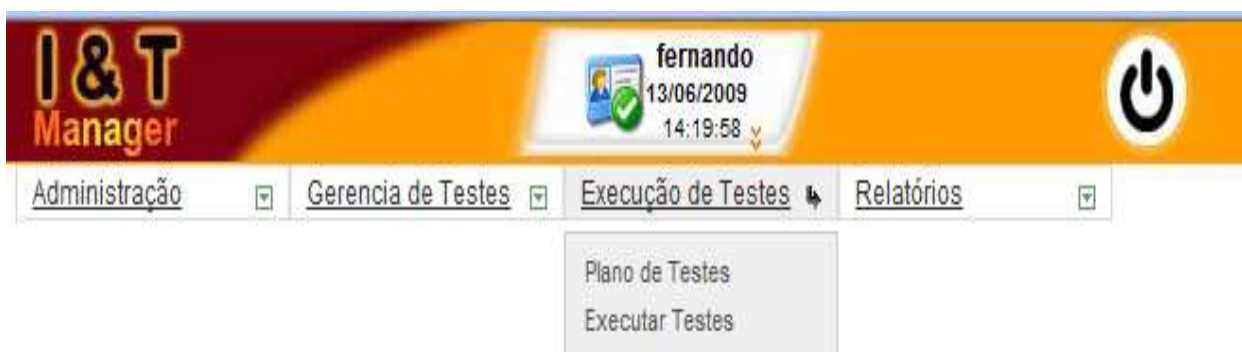 I & T
Manager
fernando
13/06/2009
14:19:58
Administração Gerencia de Testes Execução de Testes Relatórios
Plano de Testes
Executar Testes